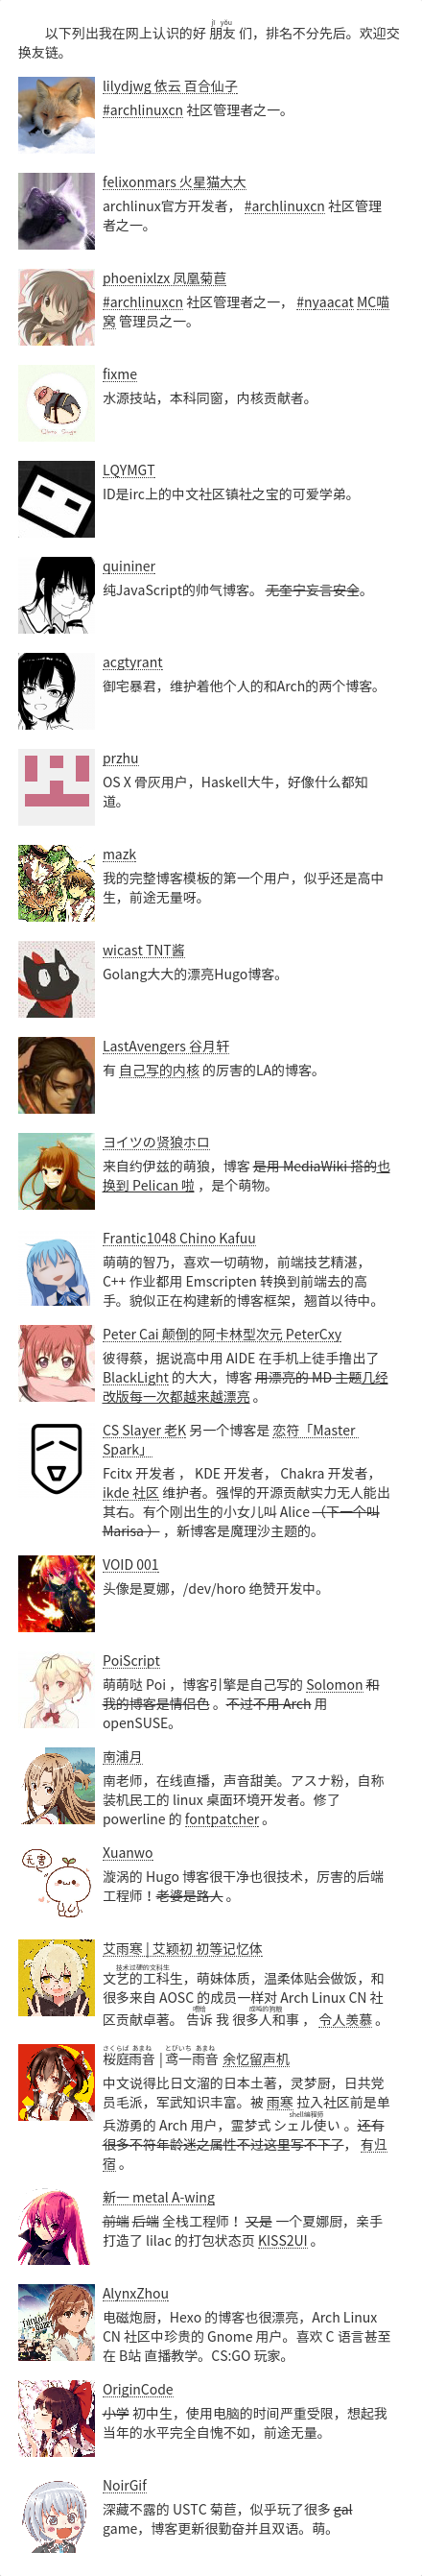 jī yǒu
以下列出我在网上认识的好 朋友 们，排名不分先后。欢迎交
换友链。
lilydjwg 依云 百合仙子
#archlinuxcn 社区管理者之一。
felixonmars 火星猫大大
archlinux官方开发者， #archlinuxcn 社区管理
者之一。
phoenixlzx 凤凰菊苣
#archlinuxcn 社区管理者之一， #nyaacat MC喵
窝 管理员之一。
fixme
水源技站，本科同窗，内核贡献者。
LQYMGT
ID是irc上的中文社区镇社之宝的可爱学弟。
quininer
纯JavaScript的帅气博客。 无奎宁妄言安全。
acgtyrant
御宅暴君，维护着他个人的和Arch的两个博客。
przhu
OS X 骨灰用户，Haskell大牛，好像什么都知
道。
mazk
我的完整博客模板的第一个用户，似乎还是高中
生，前途无量呀。
wicast TNT酱
Golang大大的漂亮Hugo博客。
LastAvengers 谷月轩
有 自己写的内核 的厉害的LA的博客。
ヨイツの贤狼ホロ
来自约伊兹的萌狼，博客 是用 MediaWiki 搭的也
换到 Pelican 啦 ，是个萌物。
Frantic1048 Chino Kafuu
萌萌的智乃，喜欢一切萌物，前端技艺精湛，
C++ 作业都用 Emscripten 转换到前端去的高
手。貌似正在构建新的博客框架，翘首以待中。
Peter Cai 颠倒的阿卡林型次元 PeterCxy
彼得蔡，据说高中用 AIDE 在手机上徒手撸出了
BlackLight 的大大，博客 用漂亮的 MD 主题几经
改版每一次都越来越漂亮 。
CS Slayer 老K 另一个博客是 恋符「Master
Spark」
Fcitx 开发者 ， KDE 开发者， Chakra 开发者，
ikde 社区 维护者。强悍的开源贡献实力无人能出
其右。有个刚出生的小女儿叫 Alice （下一个叫
Marisa ） ，新博客是魔理沙主题的。
VOID 001
头像是夏娜，/dev/horo 绝赞开发中。
PoiScript
萌萌哒 Poi ，博客引擎是自己写的 Solomon 和
我的博客是情侣色 。不过不用 Arch 用
openSUSE。
南浦月
南老师，在线直播，声音甜美。アスナ粉，自称
装机民工的 linux 桌面环境开发者。修了
powerline 的 fontpatcher 。
无害
Xuanwo
漩涡的 Hugo 博客很干净也很技术，厉害的后端
工程师！老婆是路人 。
艾雨寒 | 艾颖初 初等记忆体
技术过硬的文科生
文艺的工科生，萌妹体质，温柔体贴会做饭，和
很多来自 AOSC 的成员一样对 Arch Linux CN 社
区贡献卓著。 告诉 我 很多人和事 ， 令人羡慕 。
さくらば あまね とびいち あまね
桜庭雨音 | 鸢一雨音 余忆留声机
中文说得比日文溜的日本土著，灵梦厨，日共党
员毛派，军武知识丰富。被 雨寒 拉入社区前是单
兵游勇的 Arch 用户，霊梦式 シェル使い 。还有
shell编程师
很多不符年龄迷之属性不过这里写不下了， 有归
宿 。
新一 metal A-wing
前端 后端 全栈工程师！ 又是 一个夏娜厨，亲手
打造了 lilac 的打包状态页 KISS2UI 。
AlynxZhou
电磁炮厨，Hexo 的博客也很漂亮，Arch Linux
CN 社区中珍贵的 Gnome 用户。喜欢 C 语言甚至
在 B站 直播教学。CS:GO 玩家。
OriginCode
小学 初中生，使用电脑的时间严重受限，想起我
当年的水平完全自愧不如，前途无量。
NoirGif
深藏不露的 USTC 菊苣，似乎玩了很多 gal
game，博客更新很勤奋并且双语。萌。